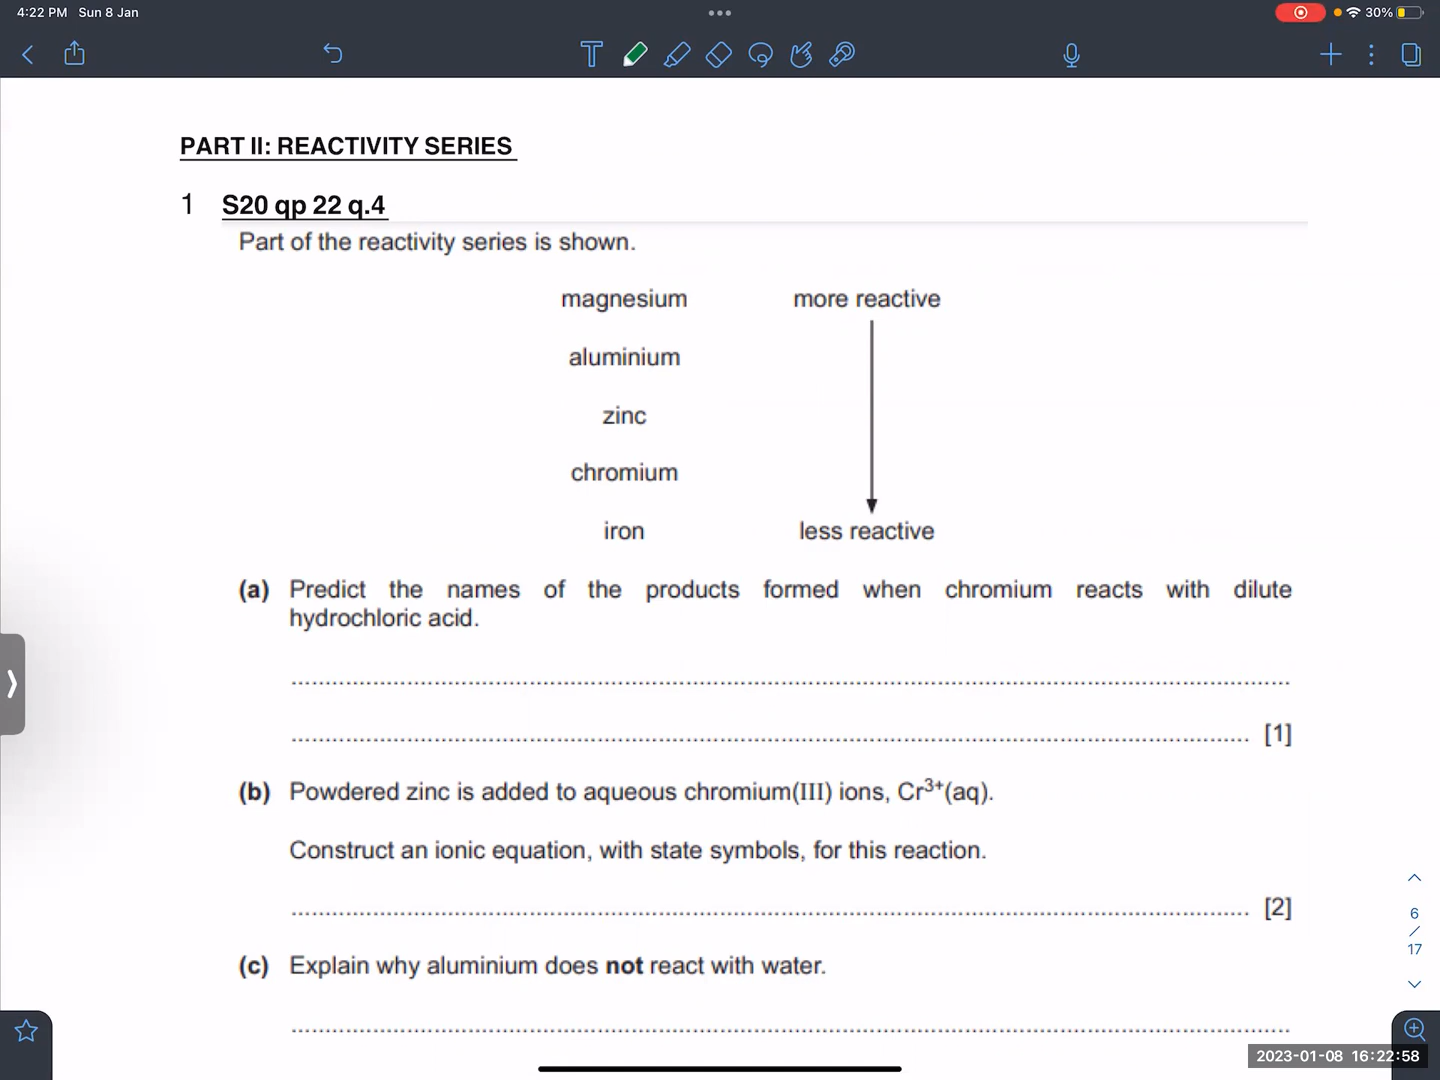 4:22 PM Sun 8 Jan
30%
PART II: REACTIVITY SERIES
1 S20 qp 22 q.4
Part of the reactivity series is shown.
magnesium more reactive
aluminium
zinc
chromium
iron less reactive
(a) Predict the names of the products formed when chromium reacts with dilute
hydrochloric acid.
[1]
(b) Powdered zinc is added to aqueous chromium(III) ions, Cr³⁺(aq).
Construct an ionic equation, with state symbols, for this reaction.
[2]
(c) Explain why aluminium does not react with water.
6
/
17
2023-01-08 16:22:58